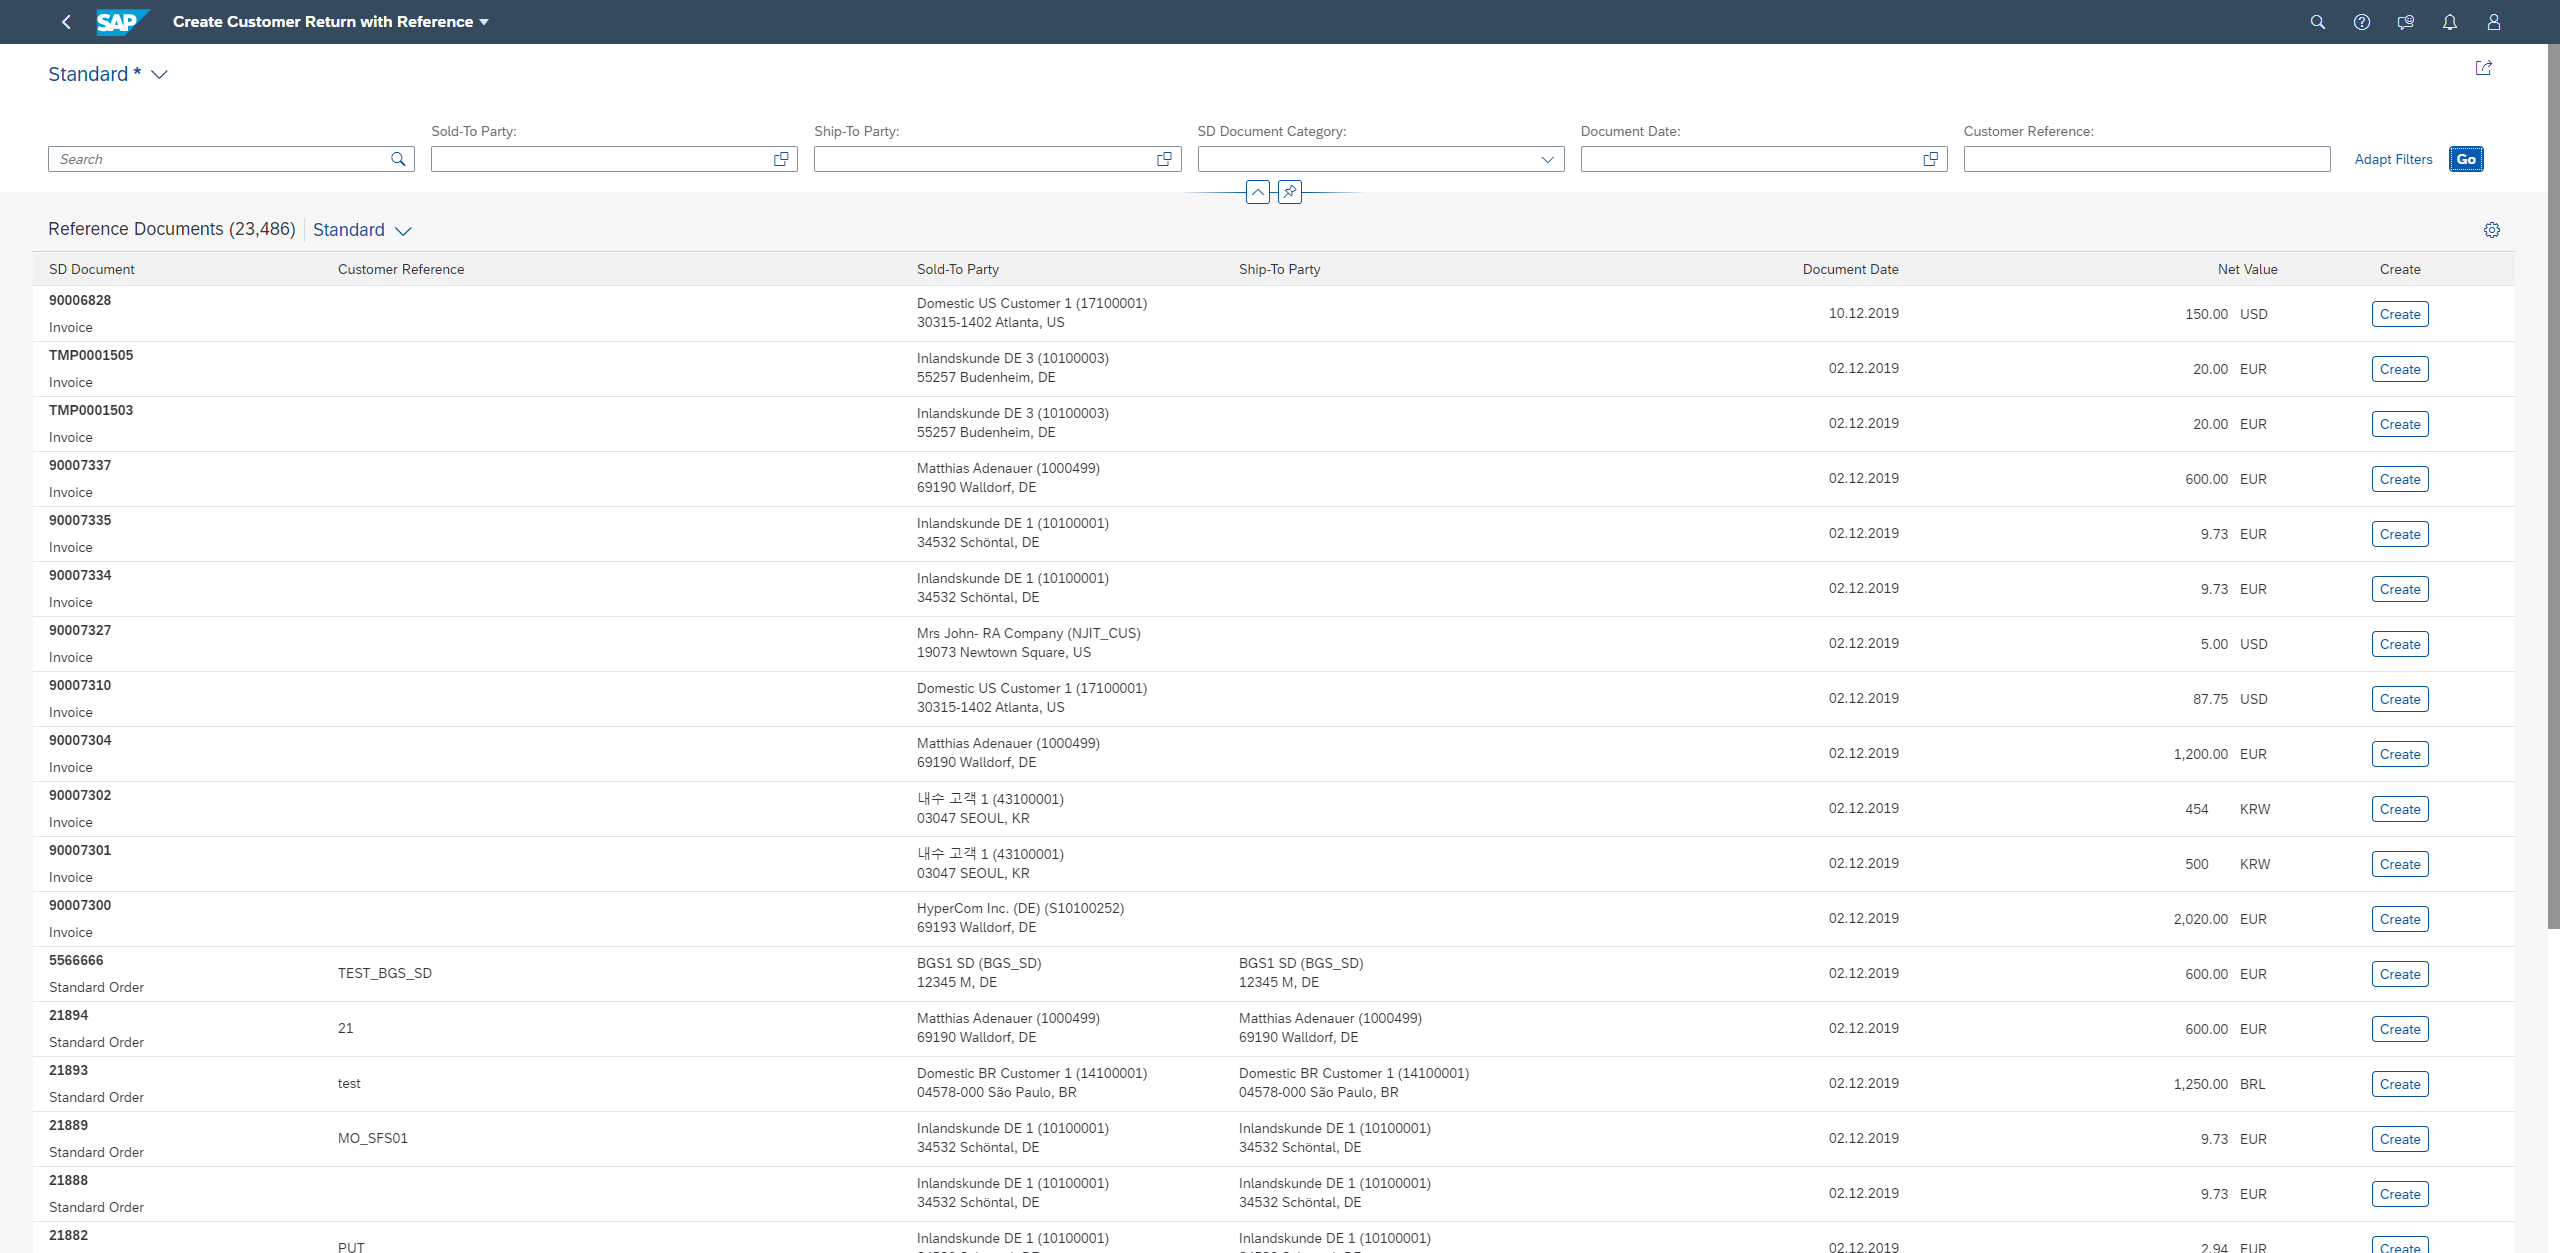 SAP Create Customer Return with Reference
Standard *
Sold-To Party: Ship-To Party: SD Document Category: Document Date: Customer Reference:
Search Adapt Filters Go
Reference Documents (23,486) Standard
SD Document Customer Reference Sold-To Party Ship-To Party Document Date Net Value Create
90006828 Domestic US Customer 1 (17100001) 10.12.2019 150.00 USD Create
Invoice 30315-1402 Atlanta, US
TMP0001505 Inlandskunde DE 3 (10100003) 02.12.2019 20.00 EUR Create
Invoice 55257 Budenheim, DE
TMP0001503 Inlandskunde DE 3 (10100003) 02.12.2019 20.00 EUR Create
Invoice 55257 Budenheim, DE
90007337 Matthias Adenauer (1000499) 02.12.2019 600.00 EUR Create
Invoice 69190 Walldorf, DE
90007335 Inlandskunde DE 1 (10100001) 02.12.2019 9.73 EUR Create
Invoice 34532 Schöntal, DE
90007334 Inlandskunde DE 1 (10100001) 02.12.2019 9.73 EUR Create
Invoice 34532 Schöntal, DE
90007327 Mrs John- RA Company (NJIT_CUS) 02.12.2019 5.00 USD Create
Invoice 19073 Newtown Square, US
90007310 Domestic US Customer 1 (17100001) 02.12.2019 87.75 USD Create
Invoice 30315-1402 Atlanta, US
90007304 Matthias Adenauer (1000499) 02.12.2019 1,200.00 EUR Create
Invoice 69190 Walldorf, DE
90007302 내수 고객 1 (43100001) 02.12.2019 454 KRW Create
Invoice 03047 SEOUL, KR
90007301 내수 고객 1 (43100001) 02.12.2019 500 KRW Create
Invoice 03047 SEOUL, KR
90007300 HyperCom Inc. (DE) (S10100252) 02.12.2019 2,020.00 EUR Create
Invoice 69193 Walldorf, DE
5566666 TEST_BGS_SD BGS1 SD (BGS_SD) BGS1 SD (BGS_SD) 02.12.2019 600.00 EUR Create
Standard Order 12345 M, DE 12345 M, DE
21894 21 Matthias Adenauer (1000499) Matthias Adenauer (1000499) 02.12.2019 600.00 EUR Create
Standard Order 69190 Walldorf, DE 69190 Walldorf, DE
21893 test Domestic BR Customer 1 (14100001) Domestic BR Customer 1 (14100001) 02.12.2019 1,250.00 BRL Create
Standard Order 04578-000 São Paulo, BR 04578-000 São Paulo, BR
21889 MO_SFS01 Inlandskunde DE 1 (10100001) Inlandskunde DE 1 (10100001) 02.12.2019 9.73 EUR Create
Standard Order 34532 Schöntal, DE 34532 Schöntal, DE
21888 Inlandskunde DE 1 (10100001) Inlandskunde DE 1 (10100001) 02.12.2019 9.73 EUR Create
Standard Order 34532 Schöntal, DE 34532 Schöntal, DE
21882 PUT Inlandskunde DE 1 (10100001) Inlandskunde DE 1 (10100001) 02.12.2019 2.94 EUR Create